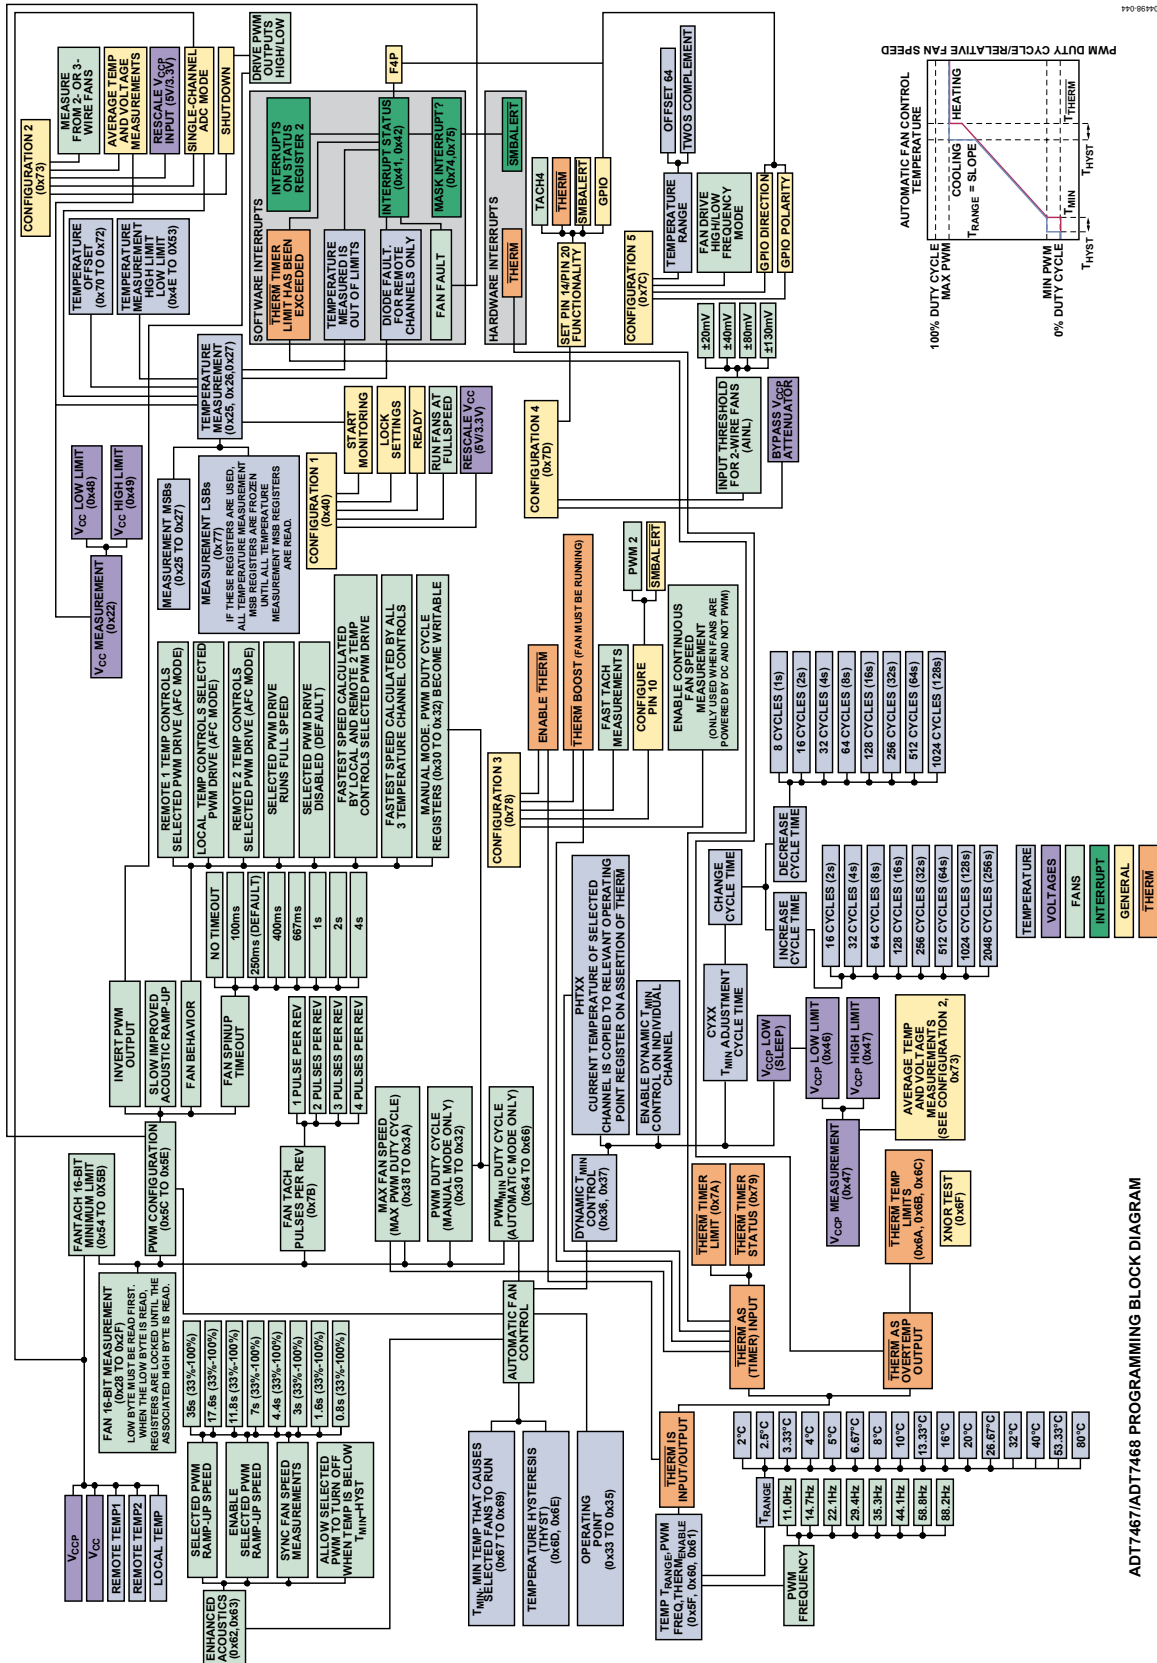 ADT7467/ADT7468 PROGRAMMING BLOCK DIAGRAM
VCCP
VCC
REMOTE TEMP1
REMOTE TEMP2
LOCAL TEMP
FAN 16-BIT MEASUREMENT
(0x28 TO 0x2F)
LOW BYTE MUST BE READ FIRST.
WHEN THE LOW BYTE IS READ,
REGISTERS ARE LOCKED UNTIL THE
ASSOCIATED HIGH BYTE IS READ.
FANTACH 16-BIT
MINIMUM LIMIT
(0x54 TO 0x5B)
PWM CONFIGURATION
(0x5C TO 0x5E)
INVERT PWM
OUTPUT
SLOW IMPROVED
ACOUSTIC RAMP-UP
FAN BEHAVIOR
FAN SPINUP
TIMEOUT
REMOTE 1 TEMP CONTROLS
SELECTED PWM DRIVE (AFC MODE)
LOCAL TEMP CONTROLS SELECTED
PWM DRIVE (AFC MODE)
REMOTE 2 TEMP CONTROLS
SELECTED PWM DRIVE (AFC MODE)
SELECTED PWM DRIVE
RUNS FULL SPEED
SELECTED PWM DRIVE
DISABLED (DEFAULT)
FASTEST SPEED CALCULATED
BY LOCAL AND REMOTE 2 TEMP
CONTROLS SELECTED PWM DRIVE
FASTEST SPEED CALCULATED BY ALL
3 TEMPERATURE CHANNEL CONTROLS
MANUAL MODE. PWM DUTY CYCLE
REGISTERS (0x30 TO 0x32) BECOME WRITABLE
NO TIMEOUT
100ms
250ms (DEFAULT)
400ms
667ms
1s
2s
4s
FAN TACH
PULSES PER REV
(0x7B)
1 PULSE PER REV
2 PULSES PER REV
3 PULSES PER REV
4 PULSES PER REV
MAX FAN SPEED
(MAX PWM DUTY CYCLE)
(0x38 TO 0x3A)
PWM DUTY CYCLE
(MANUAL MODE ONLY)
(0x30 TO 0x32)
PWMMIN DUTY CYCLE
(AUTOMATIC MODE ONLY)
(0x64 TO 0x66)
ENHANCED
ACOUSTICS
(0x62, 0x63)
SELECTED PWM
RAMP-UP SPEED
ENABLE
SELECTED PWM
RAMP-UP SPEED
SYNC FAN SPEED
MEASUREMENTS
ALLOW SELECTED
PWM TO TURN OFF
WHEN TEMP IS BELOW
TMIN–HYST
35s (33%-100%)
17.6s (33%-100%)
11.8s (33%-100%)
7s (33%-100%)
4.4s (33%-100%)
3s (33%-100%)
1.6s (33%-100%)
0.8s (33%-100%)
AUTOMATIC FAN
CONTROL
TMIN. MIN TEMP THAT CAUSES
SELECTED FANS TO RUN
(0x67 TO 0x69)
TEMPERATURE HYSTERESIS
(THYST)
(0x6D, 0x6E)
OPERATING
POINT
(0x33 TO 0x35)
DYNAMIC TMIN
CONTROL
(0x36, 0x37)
PHTXX
CURRENT TEMPERATURE OF SELECTED
CHANNEL IS COPIED TO RELEVANT OPERATING
POINT REGISTER ON ASSERTION OF THERM
ENABLE DYNAMIC TMIN
CONTROL ON INDIVIDUAL
CHANNEL
CYXX
TMIN ADJUSTMENT
CYCLE TIME
VCCP LOW
(SLEEP)
CHANGE
CYCLE TIME
INCREASE
CYCLE TIME
DECREASE
CYCLE TIME
16 CYCLES (2s)
32 CYCLES (4s)
64 CYCLES (8s)
128 CYCLES (16s)
256 CYCLES (32s)
512 CYCLES (64s)
1024 CYCLES (128s)
2048 CYCLES (256s)
8 CYCLES (1s)
16 CYCLES (2s)
32 CYCLES (4s)
64 CYCLES (8s)
128 CYCLES (16s)
256 CYCLES (32s)
512 CYCLES (64s)
1024 CYCLES (128s)
TEMP TRANGE, PWM
FREQ, THERM ENABLE
(0x5F, 0x60, 0x61)
THERM IS
INPUT/OUTPUT
TRANGE
2°C
2.5°C
3.33°C
4°C
5°C
6.67°C
8°C
10°C
13.33°C
16°C
20°C
26.67°C
32°C
40°C
53.33°C
80°C
PWM
FREQUENCY
11.0Hz
14.7Hz
22.1Hz
29.4Hz
35.3Hz
44.1Hz
58.8Hz
88.2Hz
THERM AS
(TIMER) INPUT
THERM AS
OVERTEMP
OUTPUT
THERM TIMER
LIMIT (0x7A)
THERM TIMER
STATUS (0x79)
THERM TEMP
LIMITS
(0x6A, 0x6B, 0x6C)
XNOR TEST
(0x6F)
VCCP MEASUREMENT
(0x47)
VCCP LOW LIMIT
(0x46)
VCCP HIGH LIMIT
(0x47)
AVERAGE TEMP
AND VOLTAGE
MEASUREMENTS
(SEE CONFIGURATION 2,
0x73)
VCC MEASUREMENT
(0x22)
VCC LOW LIMIT
(0x48)
VCC HIGH LIMIT
(0x49)
MEASUREMENT MSBs
(0x25 TO 0x27)
MEASUREMENT LSBs
(0x77)
IF THESE REGISTERS ARE USED,
ALL TEMPERATURE MEASUREMENT
MSB REGISTERS ARE FROZEN
UNTIL ALL TEMPERATURE
MEASUREMENT MSB REGISTERS
ARE READ.
TEMPERATURE
MEASUREMENT
(0x25, 0x26,0x27)
TEMPERATURE
OFFSET
(0x70 TO 0x72)
TEMPERATURE
MEASUREMENT
HIGH LIMIT
LOW LIMIT
(0x4E TO 0X53)
CONFIGURATION 1
(0x40)
START
MONITORING
LOCK
SETTINGS
READY
RUN FANS AT
FULLSPEED
RESCALE VCC
(5V/3.3V)
CONFIGURATION 2
(0x73)
MEASURE
FROM 2- OR 3-
WIRE FANS
AVERAGE TEMP
AND VOLTAGE
MEASUREMENTS
RESCALE VCCP
INPUT (5V/3.3V)
SINGLE-CHANNEL
ADC MODE
SHUTDOWN
DRIVE PWM
OUTPUTS
HIGH/LOW
SOFTWARE INTERRUPTS
THERM TIMER
LIMIT HAS BEEN
EXCEEDED
TEMPERATURE
MEASURED IS
OUT OF LIMITS
DIODE FAULT.
FOR REMOTE
CHANNELS ONLY
FAN FAULT
INTERRUPTS
ON STATUS
REGISTER 2
INTERRUPT STATUS
(0x41, 0x42)
MASK INTERRUPT?
(0x74,0x75)
F4P
HARDWARE INTERRUPTS
THERM
SMBALERT
CONFIGURATION 3
(0x78)
ENABLE THERM
THERM BOOST (FAN MUST BE RUNNING)
FAST TACH
MEASUREMENTS
CONFIGURE
PIN 10
PWM 2
SMBALERT
ENABLE CONTINUOUS
FAN SPEED
MEASUREMENT
(ONLY USED WHEN FANS ARE
POWERED BY DC AND NOT PWM)
CONFIGURATION 4
(0x7D)
SET PIN 14/PIN 20
FUNCTIONALITY
TACH4
THERM
SMBALERT
GPIO
INPUT THRESHOLD
FOR 2-WIRE FANS
(AINL)
±20mV
±40mV
±80mV
±130mV
BYPASS VCCP
ATTENUATOR
CONFIGURATION 5
(0x7C)
TEMPERATURE
RANGE
OFFSET 64
TWOS COMPLEMENT
FAN DRIVE
HIGH/LOW
FREQUENCY
MODE
GPIO DIRECTION
GPIO POLARITY
TEMPERATURE
VOLTAGES
FANS
INTERRUPT
GENERAL
THERM
AUTOMATIC FAN CONTROL
TEMPERATURE
PWM DUTY CYCLE/RELATIVE FAN SPEED
100% DUTY CYCLE
MAX PWM
MIN PWM
0% DUTY CYCLE
COOLING
HEATING
TRANGE = SLOPE
THYST
TMIN
THYST
TTHERM
04498-044